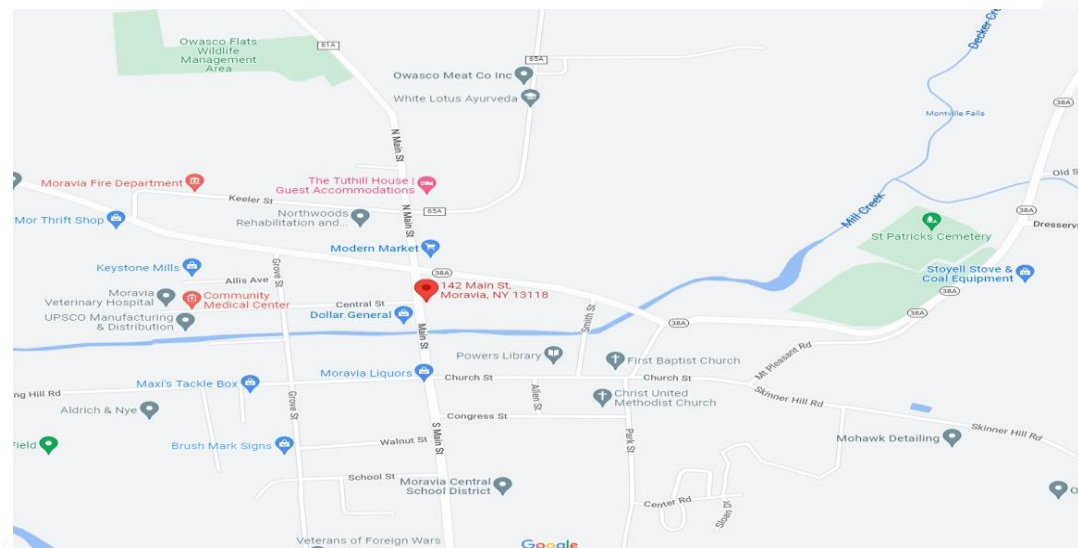 Owasco Flats
Wildlife
Management
Area
61A
65A
Decker Cre
Owasco Meat Co Inc
White Lotus Ayurveda
38A
Montville Falls
N Main St
Moravia Fire Department
The Tuthill House |
Guest Accommodations
Old S
Keeler St
N Main St
65A
Mor Thrift Shop
Northwoods
Rehabilitation and...
Mill Creek
38A
Dresservi
St Patricks Cemetery
Modern Market
Keystone Mills
Grove St
38A
Stoyell Stove &
Coal Equipment
Allis Ave
142 Main St,
Moravia, NY 13118
Moravia
Veterinary Hospital
Community
Medical Center
Central St
38A
UPSCO Manufacturing
& Distribution
Dollar General
Main St
Smith St
38A
Powers Library
First Baptist Church
Mt Pleasant Rd
Moravia Liquors
Church St
Church St
Maxi's Tackle Box
ng Hill Rd
Grove St
Allen St
Christ United
Methodist Church
Skinner Hill Rd
Aldrich & Nye
Congress St
S Main St
Park St
Skinner Hill Rd
Field
Brush Mark Signs
Walnut St
Mohawk Detailing
School St
Moravia Central
School District
Center Rd
Sloan Dr
O
Veterans of Foreign Wars
Google